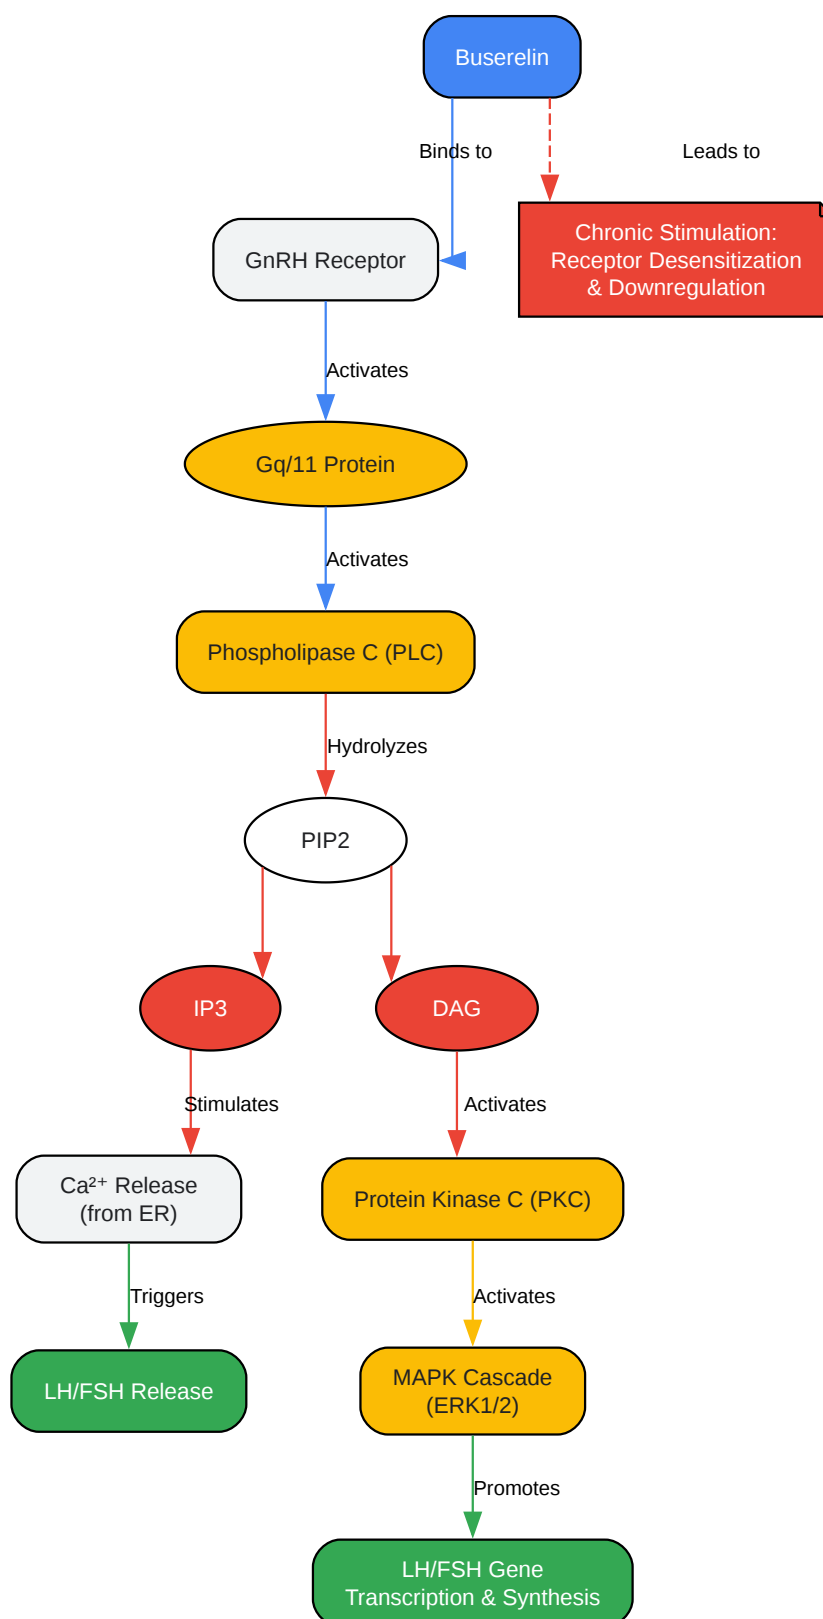 Buserelin
Binds to
Leads to
Chronic Stimulation:
Receptor Desensitization
& Downregulation
GnRH Receptor
Activates
Gq/11 Protein
Activates
Phospholipase C (PLC)
Hydrolyzes
PIP2
IP3
DAG
Stimulates
Activates
Ca²⁺ Release
(from ER)
Protein Kinase C (PKC)
Triggers
Activates
LH/FSH Release
MAPK Cascade
(ERK1/2)
Promotes
LH/FSH Gene
Transcription & Synthesis